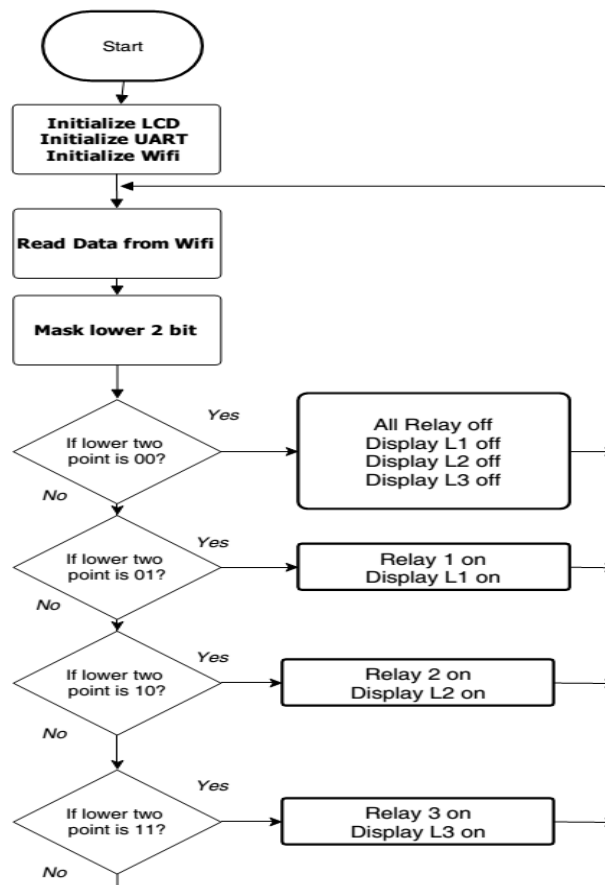 Start
Initialize LCD
Initialize UART
Initialize Wifi
Read Data from Wifi
Mask lower 2 bit
If lower two
point is 00?
Yes
All Relay off
Display L1 off
Display L2 off
Display L3 off
No
If lower two
point is 01?
Yes
Relay 1 on
Display L1 on
No
If lower two
point is 10?
Yes
Relay 2 on
Display L2 on
No
If lower two
point is 11?
Yes
Relay 3 on
Display L3 on
No